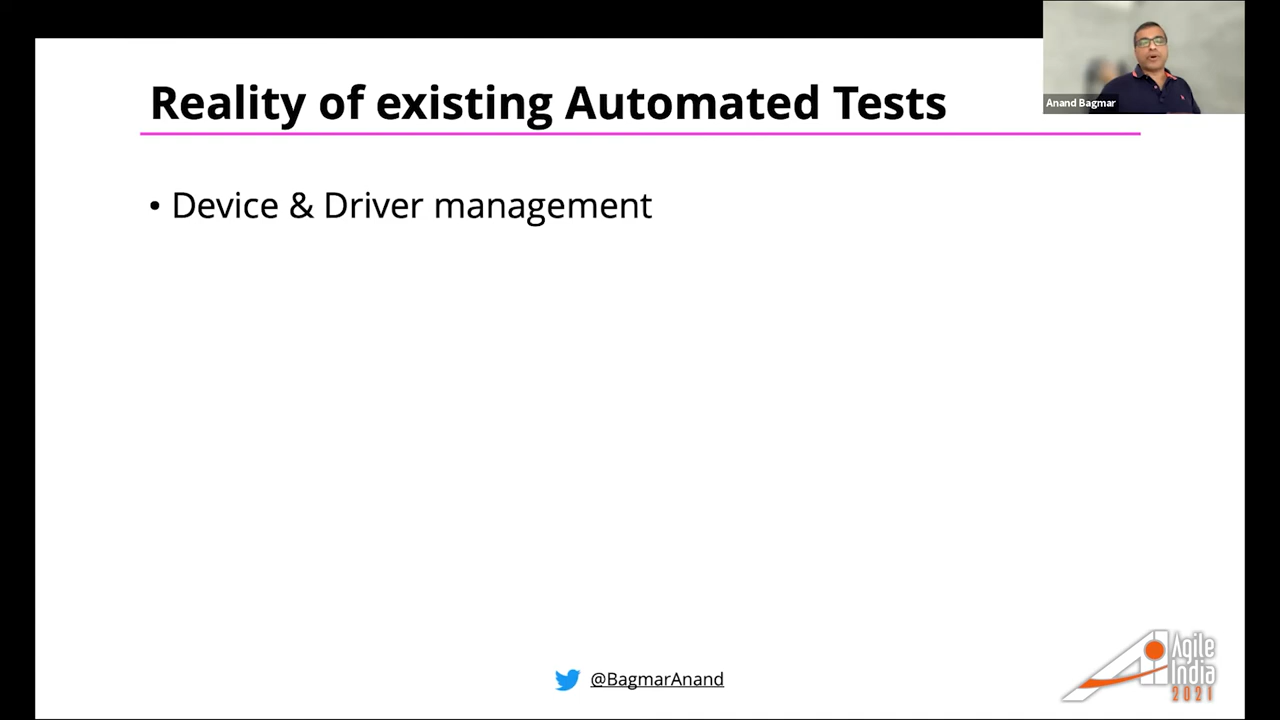 Reality of existing Automated Tests
Anand Bagmar
• Device & Driver management
@BagmarAnand
Agile
India
2021